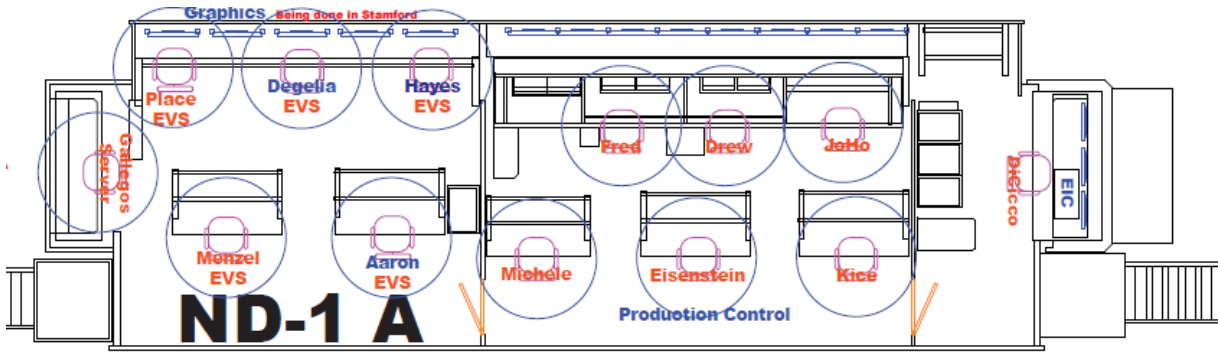 Graphics Being done in Stamford
Place
EVS
Degelia
EVS
Hayes
EVS
Fred
Drew
JoHo
Gallegos
Server
DiCicco
EIC
Menzel
EVS
Aaron
EVS
Michele
Eisenstein
Kice
Production Control
ND-1 A